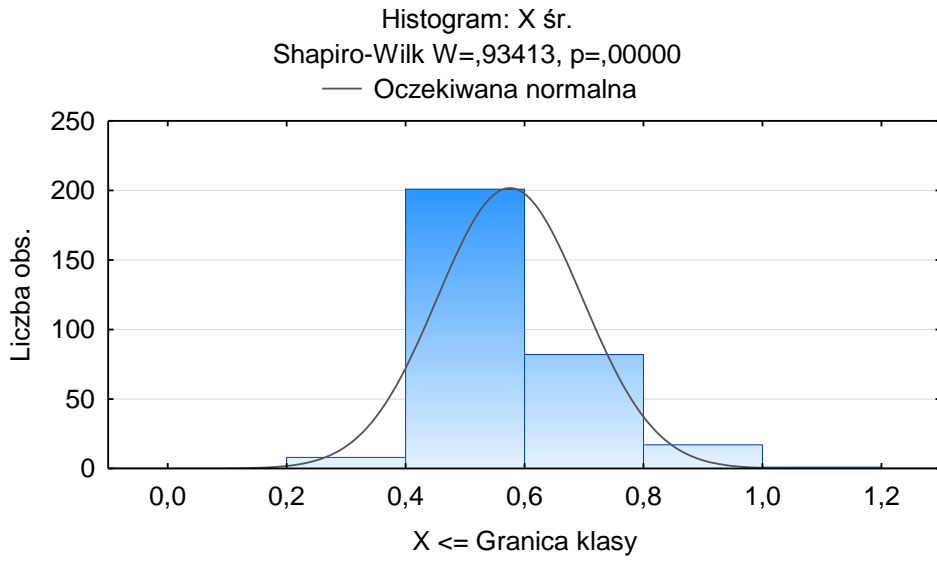 Histogram: X śr.
Shapiro-Wilk W=,93413, p=,00000
Oczekiwana normalna
250
200
150
100
50
0
Liczba obs.
0,0 0,2 0,4 0,6 0,8 1,0 1,2
X <= Granica klasy